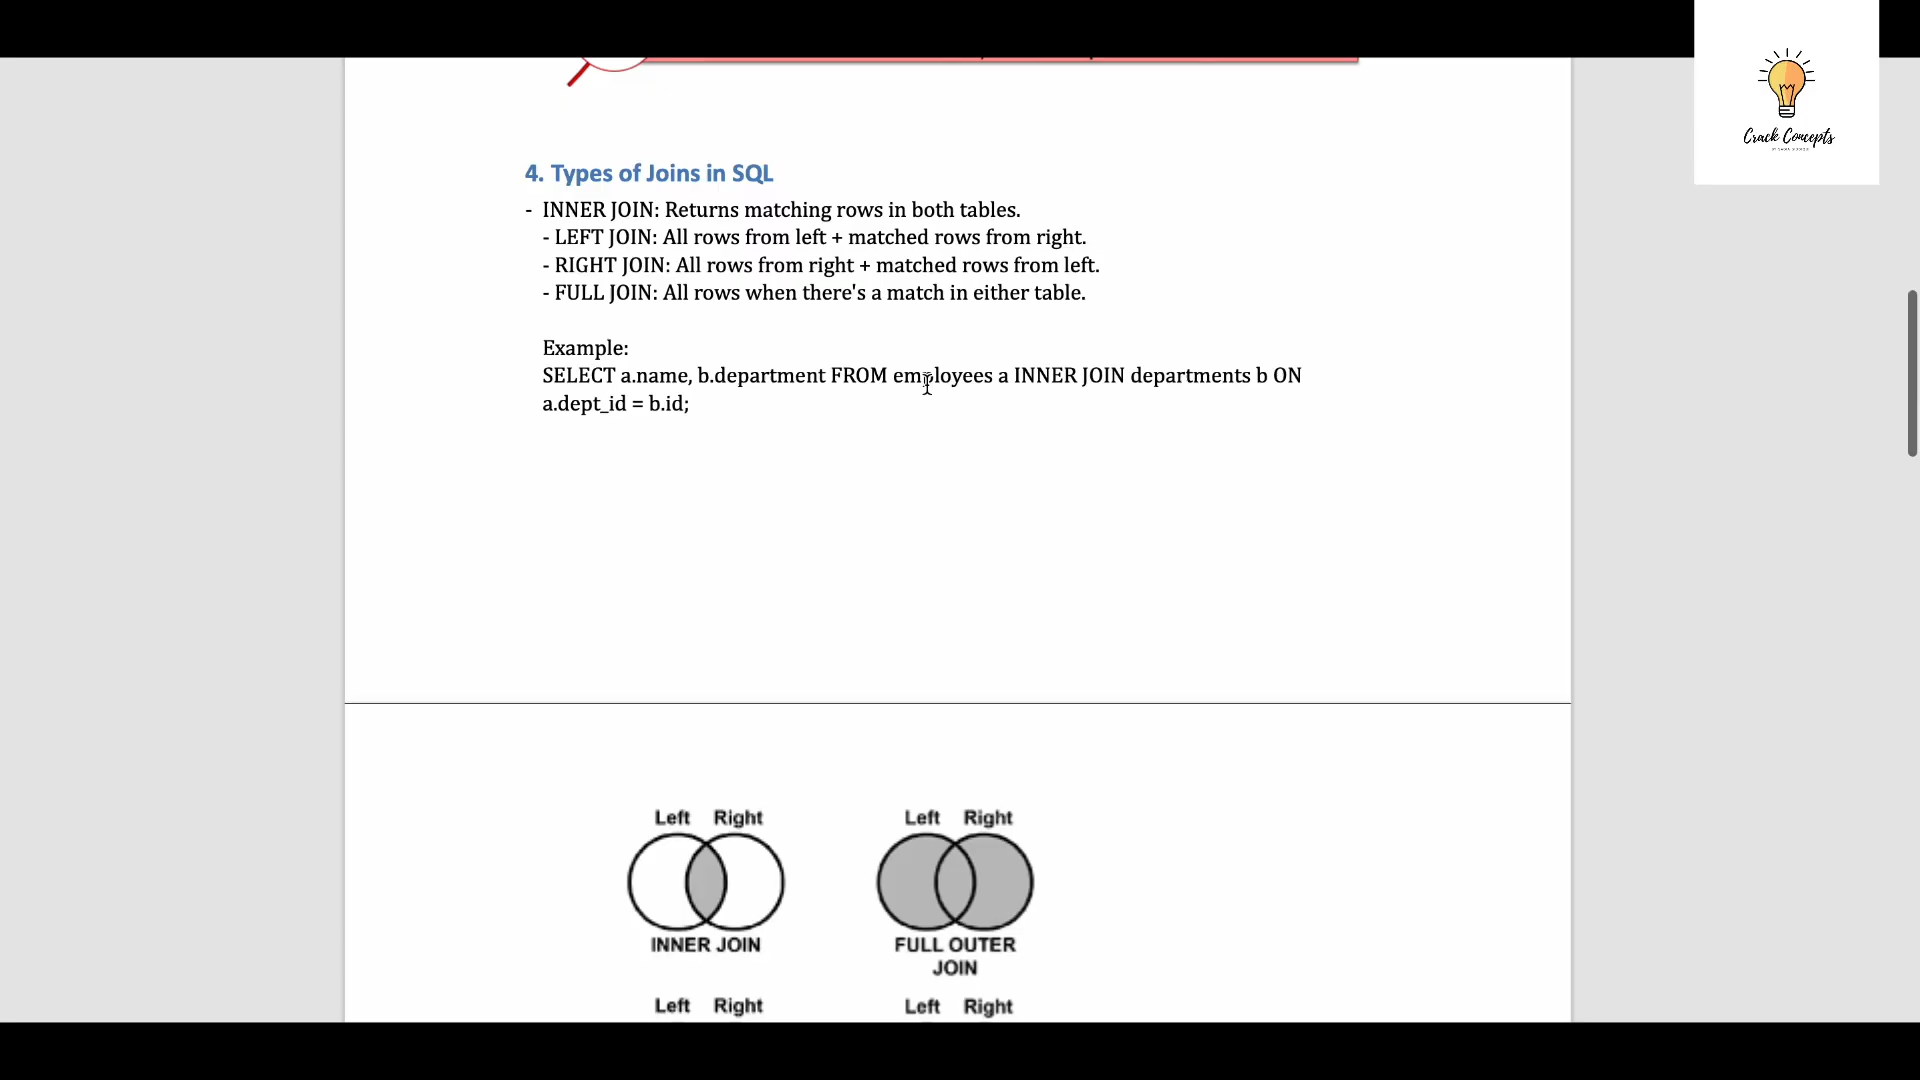 Crack Concepts
4. Types of Joins in SQL
- INNER JOIN: Returns matching rows in both tables.
- LEFT JOIN: All rows from left + matched rows from right.
- RIGHT JOIN: All rows from right + matched rows from left.
- FULL JOIN: All rows when there's a match in either table.
Example:
SELECT a.name, b.department FROM employees a INNER JOIN departments b ON
a.dept_id = b.id;
Left Right
INNER JOIN
Left Right
FULL OUTER
JOIN
Left Right
Left Right